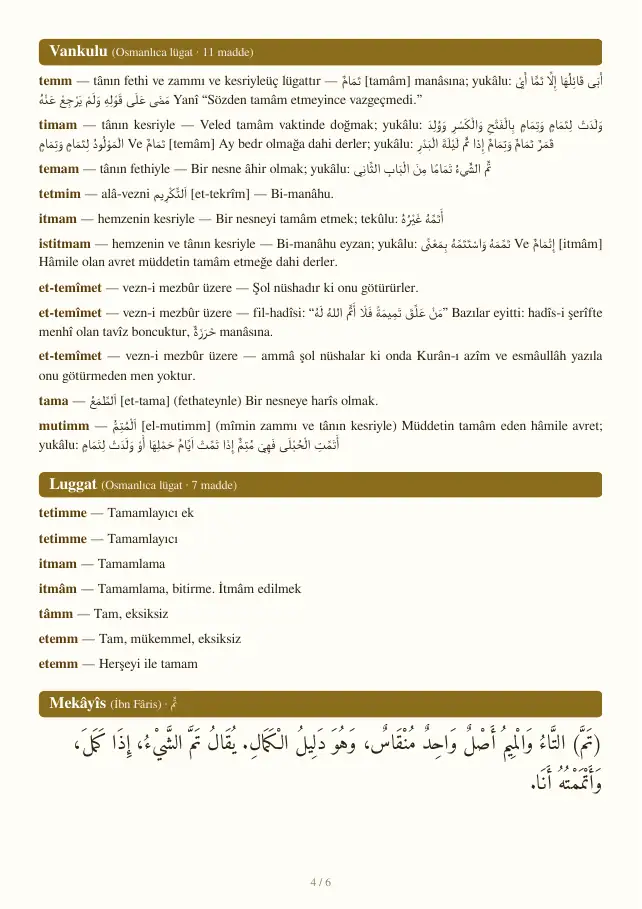 Vankulu (Osmanlıca lügat · 11 madde)
temm — tânın fethi ve zammı ve kesriyleüç lügattır — تَمَامٌ [tamâm] manâsına; yukâlu: أَبَى قَائِلُهَا إِلَّا تَمًّا أَيْ
مَضَى عَلَى قَوْلِهِ وَلَمْ يَرْجِعْ عَنْهُ Yanî “Sözden tamâm etmeyince vazgeçmedi.”
timam — tânın kesriyle — Veled tamâm vaktinde doğmak; yukâlu: وَلَدَتْ لِتَمَامٍ وَتِمَامٍ بِالْفَتْحِ وَالْكَسْرِ وَوُلِدَ
الْمَوْلُودُ لِتَمَامٍ وَتِمَامٍ Ve تَمَامٌ [temâm] Ay bedr olmağa dahi derler; yukâlu: قَمَرٌ تَمَامٌ وَتِمَامٌ إِذَا تَمَّ لَيْلَةَ الْبَدْرِ
temam — tânın fethiyle — Bir nesne âhir olmak; yukâlu: تَمَّ الشَّيْءُ تَمَامًا مِنَ الْبَابِ الثَّانِي
tetmim — alâ-vezni اَلتَّكْرِيمِ [et-tekrîm] — Bi-manâhu.
itmam — hemzenin kesriyle — Bir nesneyi tamâm etmek; tekûlu: أَتَمَّهُ غَيْرُهُ
istitmam — hemzenin ve tânın kesriyle — Bi-manâhu eyzan; yukâlu: تَمَّمَهُ وَاسْتَتَمَّهُ بِمَعْنًى Ve إِتْمَامٌ [itmâm]
Hâmile olan avret müddetin tamâm etmeğe dahi derler.
et-temîmet — vezn-i mezbûr üzere — Şol nüshadır ki onu götürürler.
et-temîmet — vezn-i mezbûr üzere — fil-hadîsi: “مَنْ عَلَّقَ تَمِيمَةً فَلَا أَتَمَّ اللهُ لَهُ” Bazılar eyitti: hadîs-i şerîfte
menhî olan tavîz boncuktur, خَرَزَةٌ manâsına.
et-temîmet — vezn-i mezbûr üzere — ammâ şol nüshalar ki onda Kurân-ı azîm ve esmâullâh yazıla
onu götürmeden men yoktur.
tama — اَلطَّمَعُ [et-tama] (fethateynle) Bir nesneye harîs olmak.
mutimm — اَلْمُتِمُّ [el-mutimm] (mîmin zammı ve tânın kesriyle) Müddetin tamâm eden hâmile avret;
yukâlu: أَتَمَّتِ الْحُبْلَى فَهِيَ مُتِمٌّ إِذَا تَمَّتْ اَيَّامُ حَمْلِهَا أَوْ وَلَدَتْ لِتَمَامٍ
Luggat (Osmanlıca lügat · 7 madde)
tetimme — Tamamlayıcı ek
tetimme — Tamamlayıcı
itmam — Tamamlama
itmâm — Tamamlama, bitirme. İtmâm edilmek
tâmm — Tam, eksiksiz
etemm — Tam, mükemmel, eksiksiz
etemm — Herşeyi ile tamam
Mekâyîs (İbn Fâris) · تَمَّ
(تَمَّ) التَّاءُ وَالْمِيمُ أَصْلٌ وَاحِدٌ مُنْقَاسٌ، وَهُوَ دَلِيلُ الْكَمَالِ. يُقَالُ تَمَّ الشَّيْءُ، إِذَا كَمَلَ،
وَأَتْمَمْتُهُ أَنَا.
4 / 6